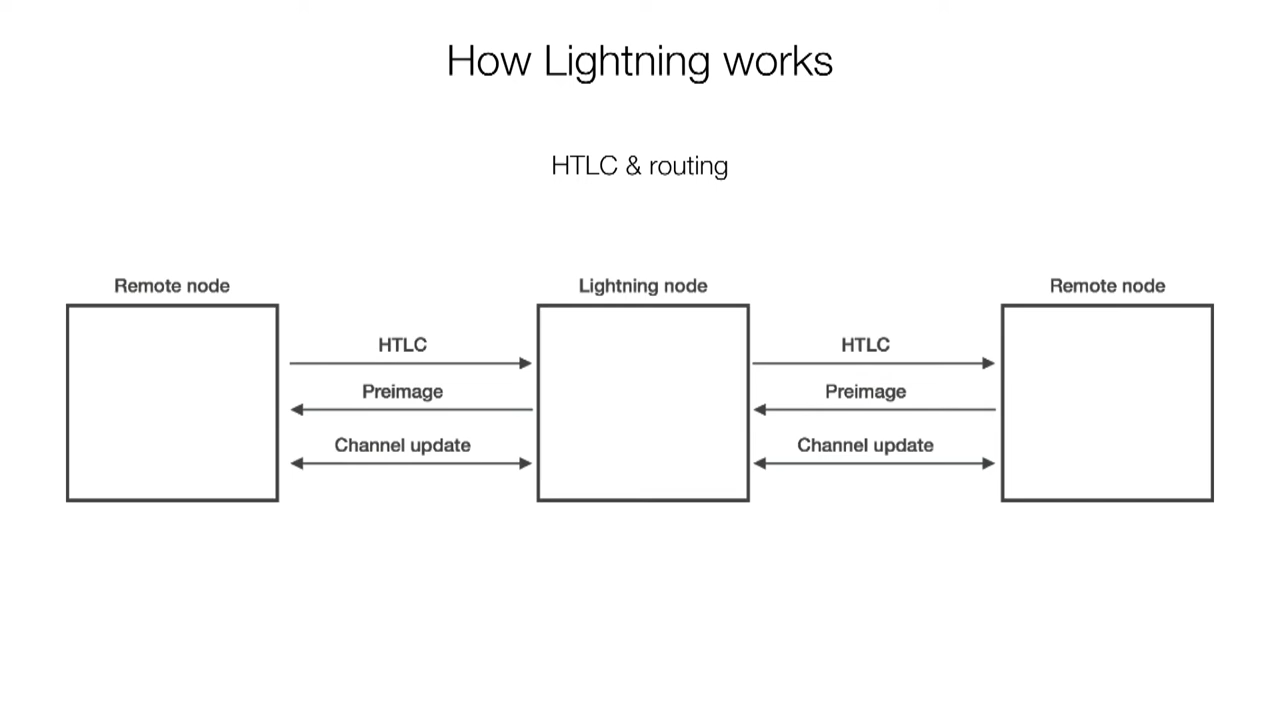 How Lightning works
HTLC & routing
Remote node
Lightning node
Remote node
HTLC
HTLC
Preimage
Preimage
Channel update
Channel update